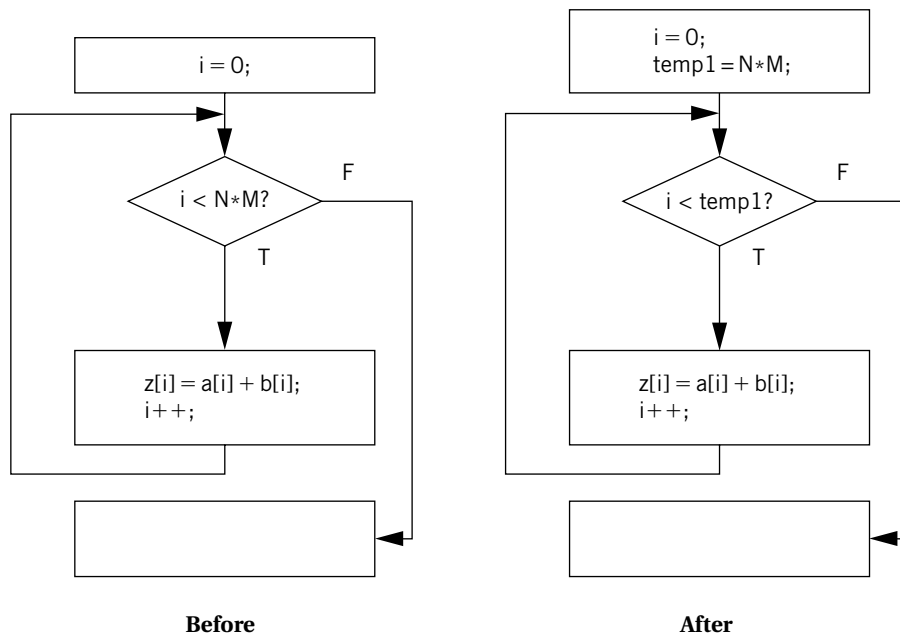 i = 0;
i < N*M?
F
T
z[i] = a[i] + b[i];
i++;
Before
i = 0;
temp1 = N*M;
i < temp1?
F
T
z[i] = a[i] + b[i];
i++;
After